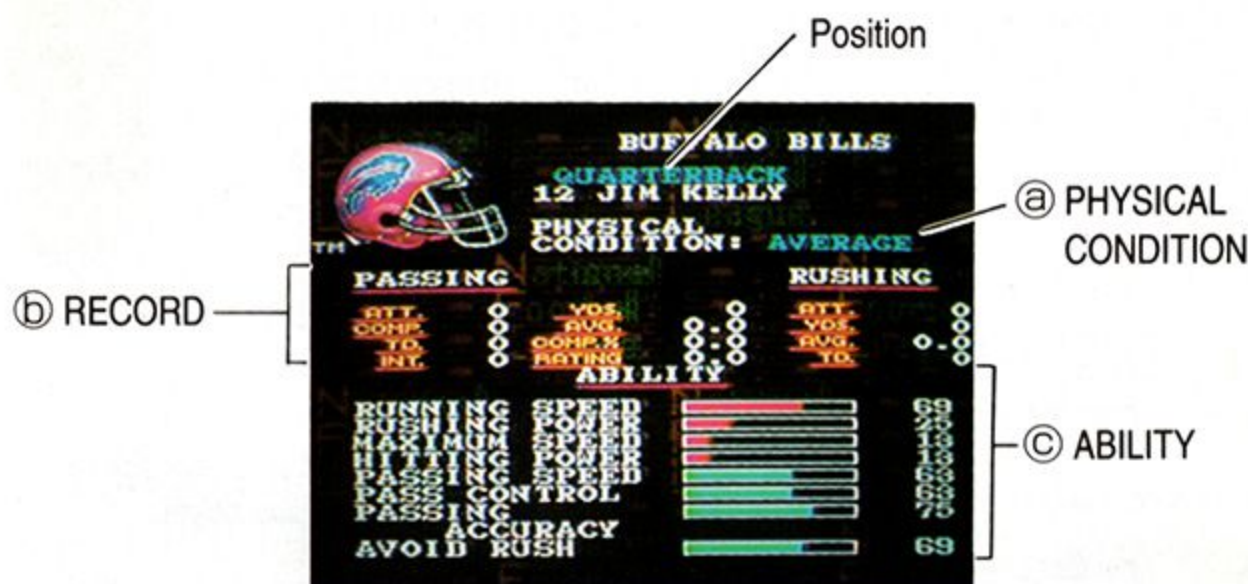 Position
BUFFALO BILLS
QUARTERBACK
12 JIM KELLY
PHYSICAL
CONDITION: AVERAGE
TM
ⓐ PHYSICAL
CONDITION
ⓑ RECORD
PASSING RUSHING
ATT. 0 YDS. 0 ATT. 0
COMP. 0 AVG. 0.0 YDS. 0
TD. 0 COMP.% 0.0 AVG. 0.0
INT. 0 RATING 0.0 TD. 0
ABILITY
RUNNING SPEED 69
RUSHING POWER 25
MAXIMUM SPEED 13
HITTING POWER 13
PASSING SPEED 63
PASS CONTROL 63
PASSING 75
ACCURACY
AVOID RUSH 69
ⓒ ABILITY